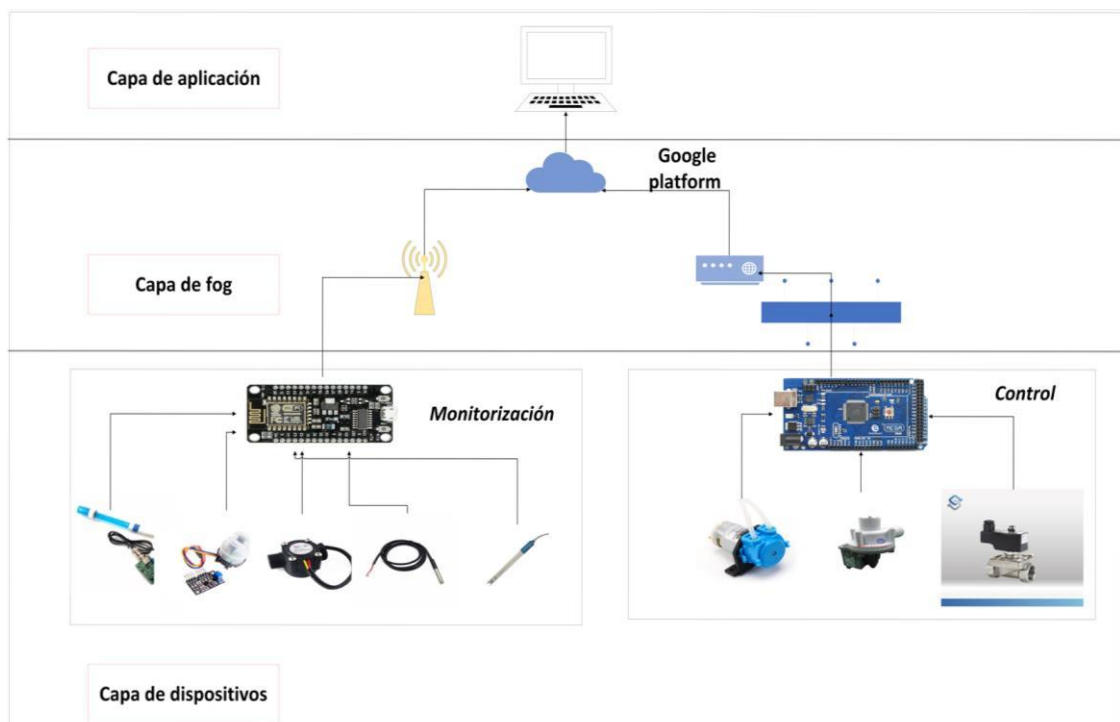 Capa de aplicación
Google
platform
Capa de fog
Monitorización
Control
Capa de dispositivos